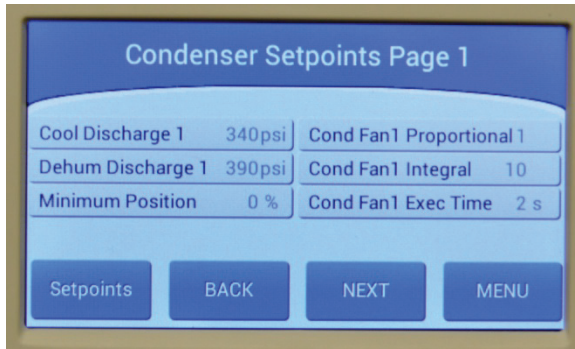 Condenser Setpoints Page 1
Cool Discharge 1 340psi
Cond Fan1 Proportional 1
Dehum Discharge 1 390psi
Cond Fan1 Integral 10
Minimum Position 0 %
Cond Fan1 Exec Time 2 s
Setpoints BACK NEXT MENU